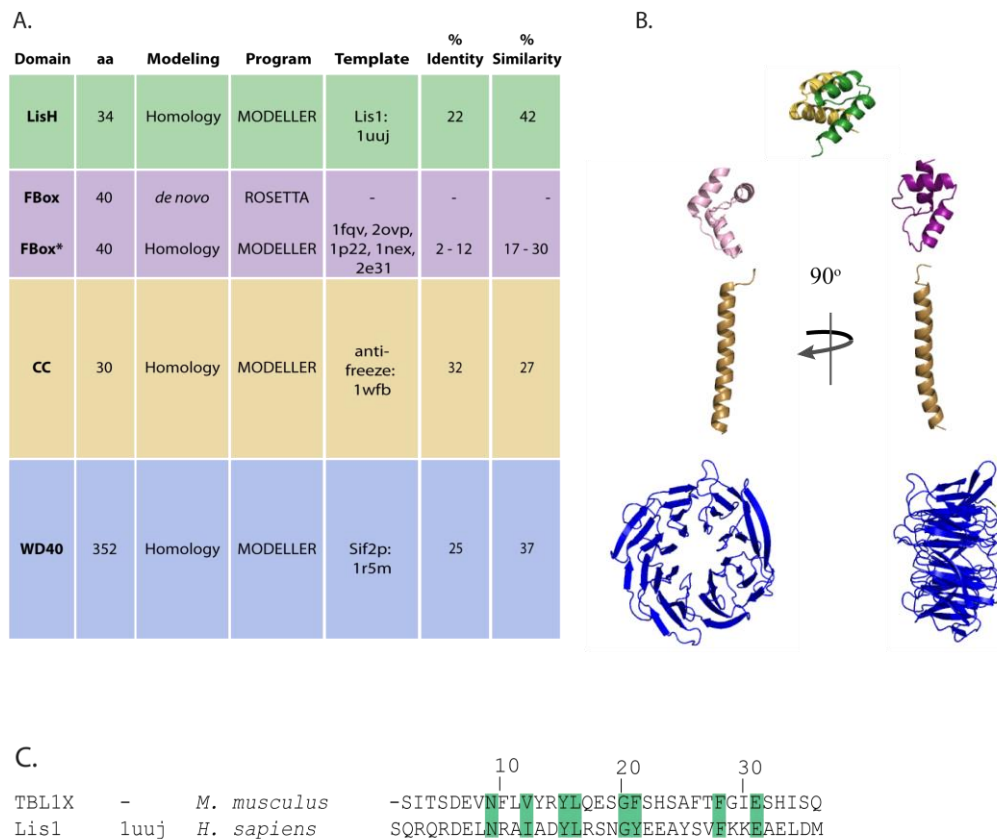 A.
B.
Domain aa Modeling Program Template % Identity % Similarity
LisH 34 Homology MODELLER Lis1: 1uuj 22 42
FBox 40 de novo ROSETTA - - -
FBox* 40 Homology MODELLER 1fqv, 2ovp, 1p22, 1nex, 2e31 2 - 12 17 - 30
CC 30 Homology MODELLER anti-freeze: 1wfb 32 27
WD40 352 Homology MODELLER Sif2p: 1r5m 25 37
90o
C.
10 20 30
TBL1X - M. musculus -SITSDEVNFLVYRYLQESGFSHSAFTFGIESHISQ
Lis1 1uuj H. sapiens SQRQRDELNRAIADYLRSNGYEEAYSVFKKEAELDM